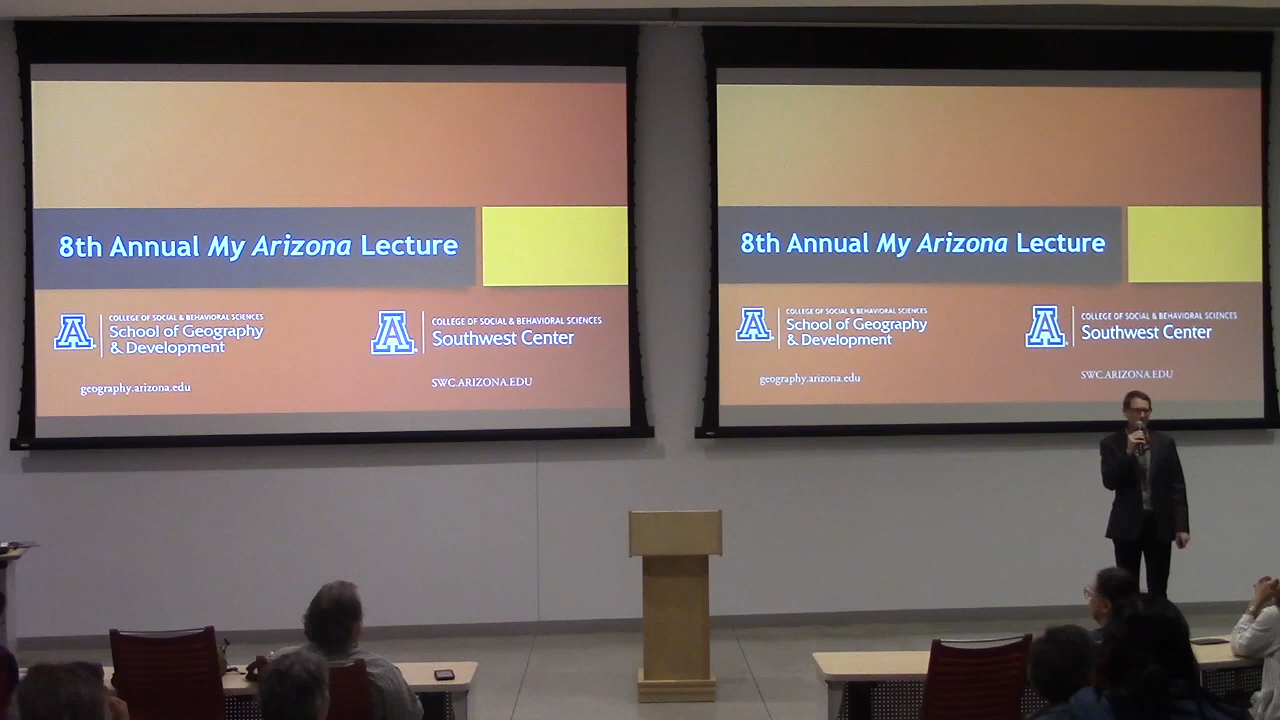 8th Annual My Arizona Lecture
A
COLLEGE OF SOCIAL & BEHAVIORAL SCIENCES
School of Geography
& Development
geography.arizona.edu
A
COLLEGE OF SOCIAL & BEHAVIORAL SCIENCES
Southwest Center
SWC.ARIZONA.EDU
8th Annual My Arizona Lecture
A
COLLEGE OF SOCIAL & BEHAVIORAL SCIENCES
School of Geography
& Development
geography.arizona.edu
A
COLLEGE OF SOCIAL & BEHAVIORAL SCIENCES
Southwest Center
SWC.ARIZONA.EDU